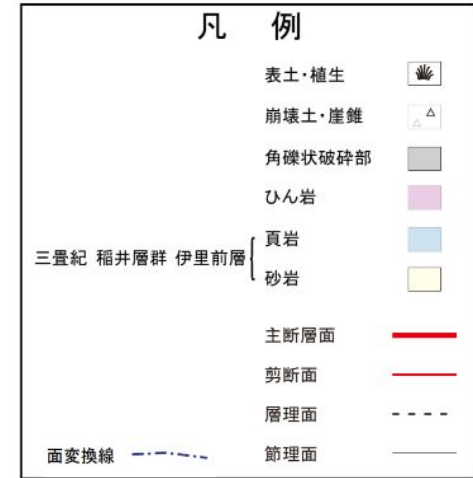 凡 例
表土・植生
崩壊土・崖錐
角礫状破砕部
ひん岩
三畳紀 稲井層群 伊里前層
頁岩
砂岩
主断層面
剪断面
層理面
面変換線
節理面